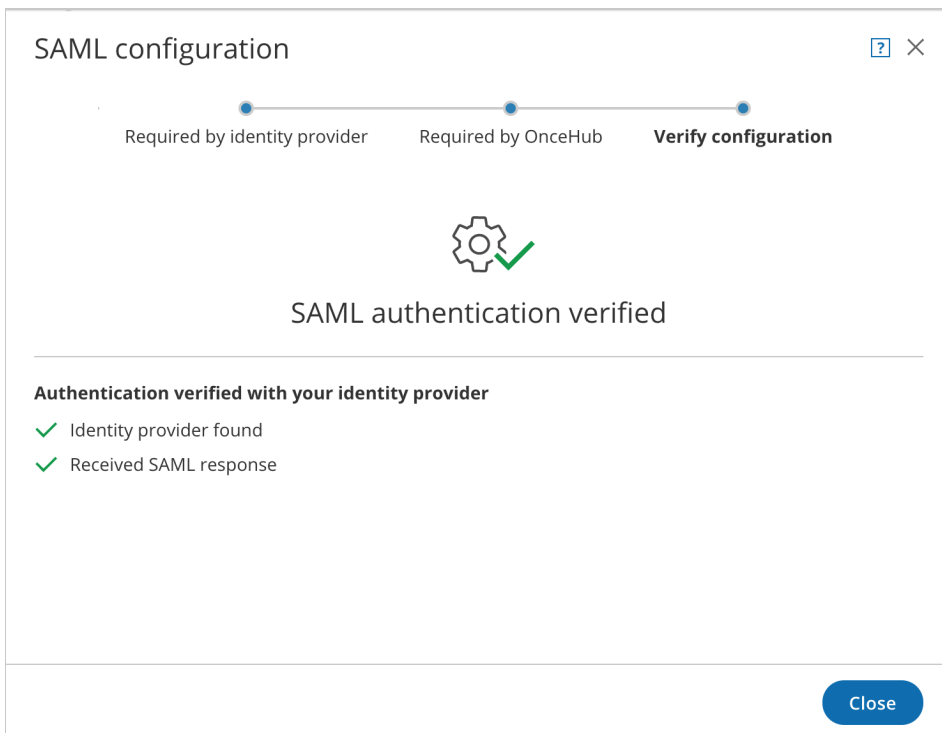 SAML configuration
?
Required by identity provider
Required by OnceHub
Verify configuration
SAML authentication verified
Authentication verified with your identity provider
Identity provider found
Received SAML response
Close